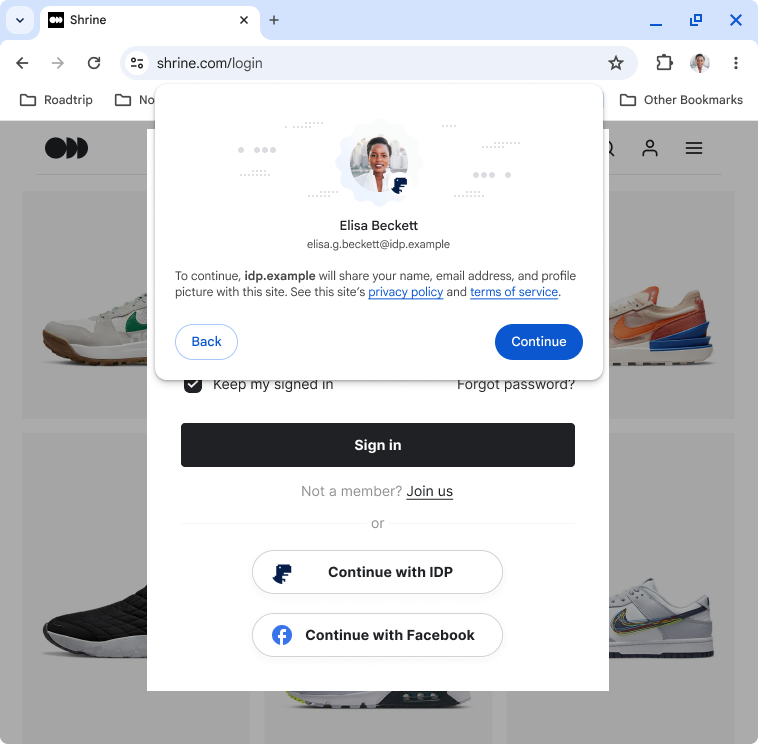 Shrine
shrine.com/login
Roadtrip
No
Other Bookmarks
Elisa Beckett
elisa.g.beckett@idp.example
To continue, idp.example will share your name, email address, and profile
picture with this site. See this site's privacy policy and terms of service.
Back
Continue
Keep my signed in
Forgot password?
Sign in
Not a member? Join us
or
Continue with IDP
Continue with Facebook